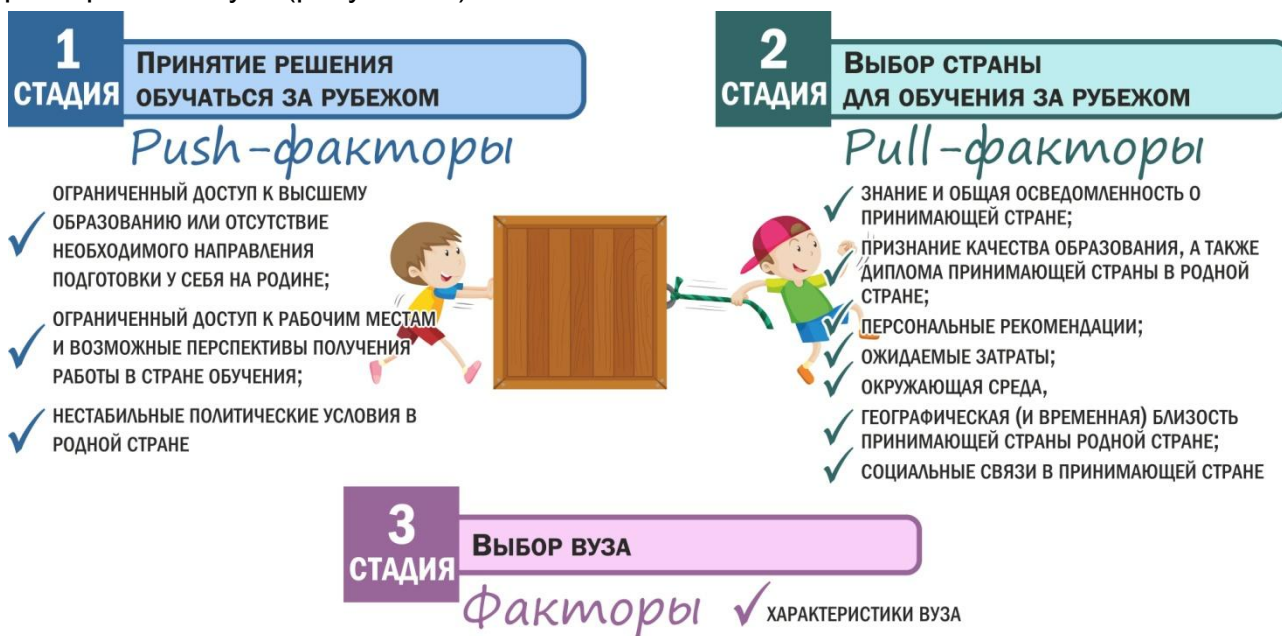 1
СТАДИЯ
ПРИНЯТИЕ РЕШЕНИЯ
ОБУЧАТЬСЯ ЗА РУБЕЖОМ
Push-факторы
ОГРАНИЧЕННЫЙ ДОСТУП К ВЫСШЕМУ
ОБРАЗОВАНИЮ ИЛИ ОТСУТСТВИЕ
НЕОБХОДИМОГО НАПРАВЛЕНИЯ
ПОДГОТОВКИ У СЕБЯ НА РОДИНЕ;
ОГРАНИЧЕННЫЙ ДОСТУП К РАБОЧИМ МЕСТАМ
И ВОЗМОЖНЫЕ ПЕРСПЕКТИВЫ ПОЛУЧЕНИЯ
РАБОТЫ В СТРАНЕ ОБУЧЕНИЯ;
НЕСТАБИЛЬНЫЕ ПОЛИТИЧЕСКИЕ УСЛОВИЯ В
РОДНОЙ СТРАНЕ
2
СТАДИЯ
ВЫБОР СТРАНЫ
ДЛЯ ОБУЧЕНИЯ ЗА РУБЕЖОМ
Pull-факторы
ЗНАНИЕ И ОБЩАЯ ОСВЕДОМЛЕННОСТЬ О
ПРИНИМАЮЩЕЙ СТРАНЕ;
ПРИЗНАНИЕ КАЧЕСТВА ОБРАЗОВАНИЯ, А ТАКЖЕ
ДИПЛОМА ПРИНИМАЮЩЕЙ СТРАНЫ В РОДНОЙ
СТРАНЕ;
ПЕРСОНАЛЬНЫЕ РЕКОМЕНДАЦИИ;
ОЖИДАЕМЫЕ ЗАТРАТЫ;
ОКРУЖАЮЩАЯ СРЕДА,
ГЕОГРАФИЧЕСКАЯ (И ВРЕМЕННАЯ) БЛИЗОСТЬ
ПРИНИМАЮЩЕЙ СТРАНЫ РОДНОЙ СТРАНЕ;
СОЦИАЛЬНЫЕ СВЯЗИ В ПРИНИМАЮЩЕЙ СТРАНЕ
3
СТАДИЯ
ВЫБОР ВУЗА
Факторы
ХАРАКТЕРИСТИКИ ВУЗА